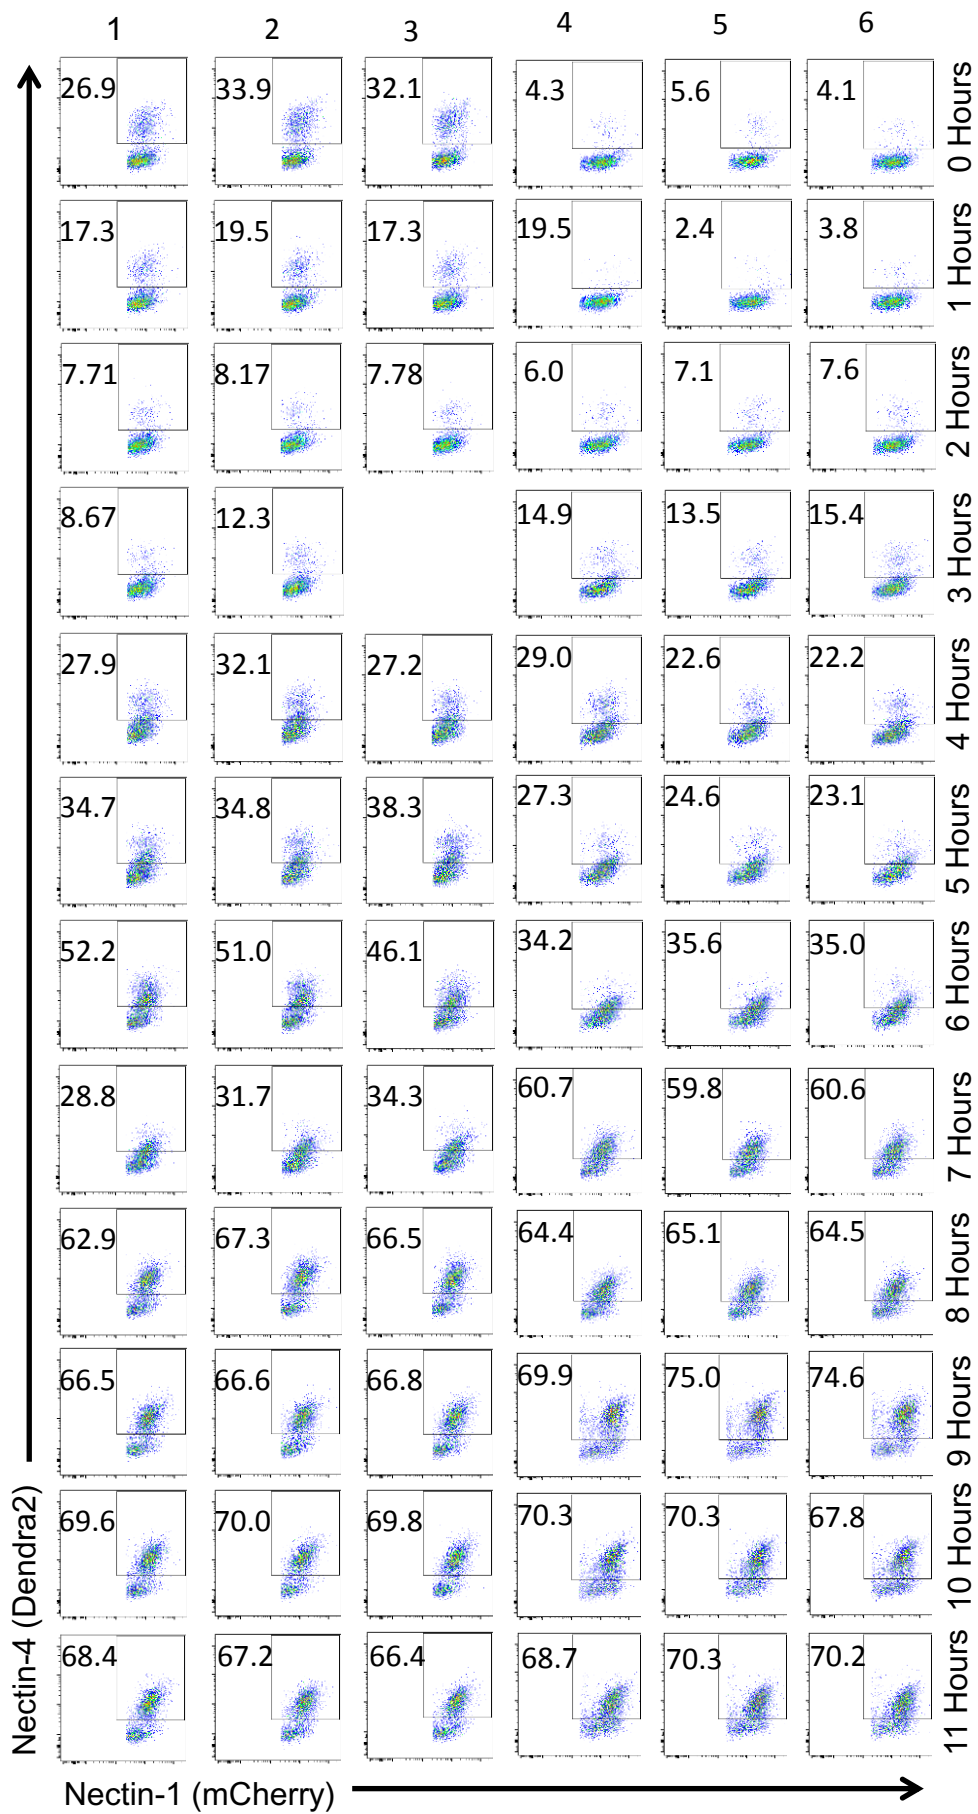 1 2 3 4 5 6
26.9 33.9 32.1 4.3 5.6 4.1 0 Hours
17.3 19.5 17.3 19.5 2.4 3.8 1 Hours
7.71 8.17 7.78 6.0 7.1 7.6 2 Hours
8.67 12.3 14.9 13.5 15.4 3 Hours
27.9 32.1 27.2 29.0 22.6 22.2 4 Hours
34.7 34.8 38.3 27.3 24.6 23.1 5 Hours
52.2 51.0 46.1 34.2 35.6 35.0 6 Hours
28.8 31.7 34.3 60.7 59.8 60.6 7 Hours
62.9 67.3 66.5 64.4 65.1 64.5 8 Hours
66.5 66.6 66.8 69.9 75.0 74.6 9 Hours
69.6 70.0 69.8 70.3 70.3 67.8 10 Hours
68.4 67.2 66.4 68.7 70.3 70.2 11 Hours
Nectin-4 (Dendra2)
Nectin-1 (mCherry)